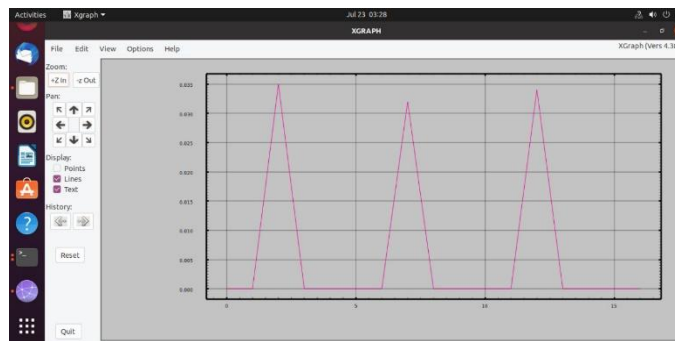 Activities Xgraph Jul 23 03:28
XGRAPH
File Edit View Options Help XGraph (Vers 4.3
Zoom:
+Z In -z Out
Pan:
Display:
Points
Lines
Text
History:
Reset
Quit
0.035
0.030
0.025
0.020
0.015
0.010
0.005
0.000
0 5 10 15